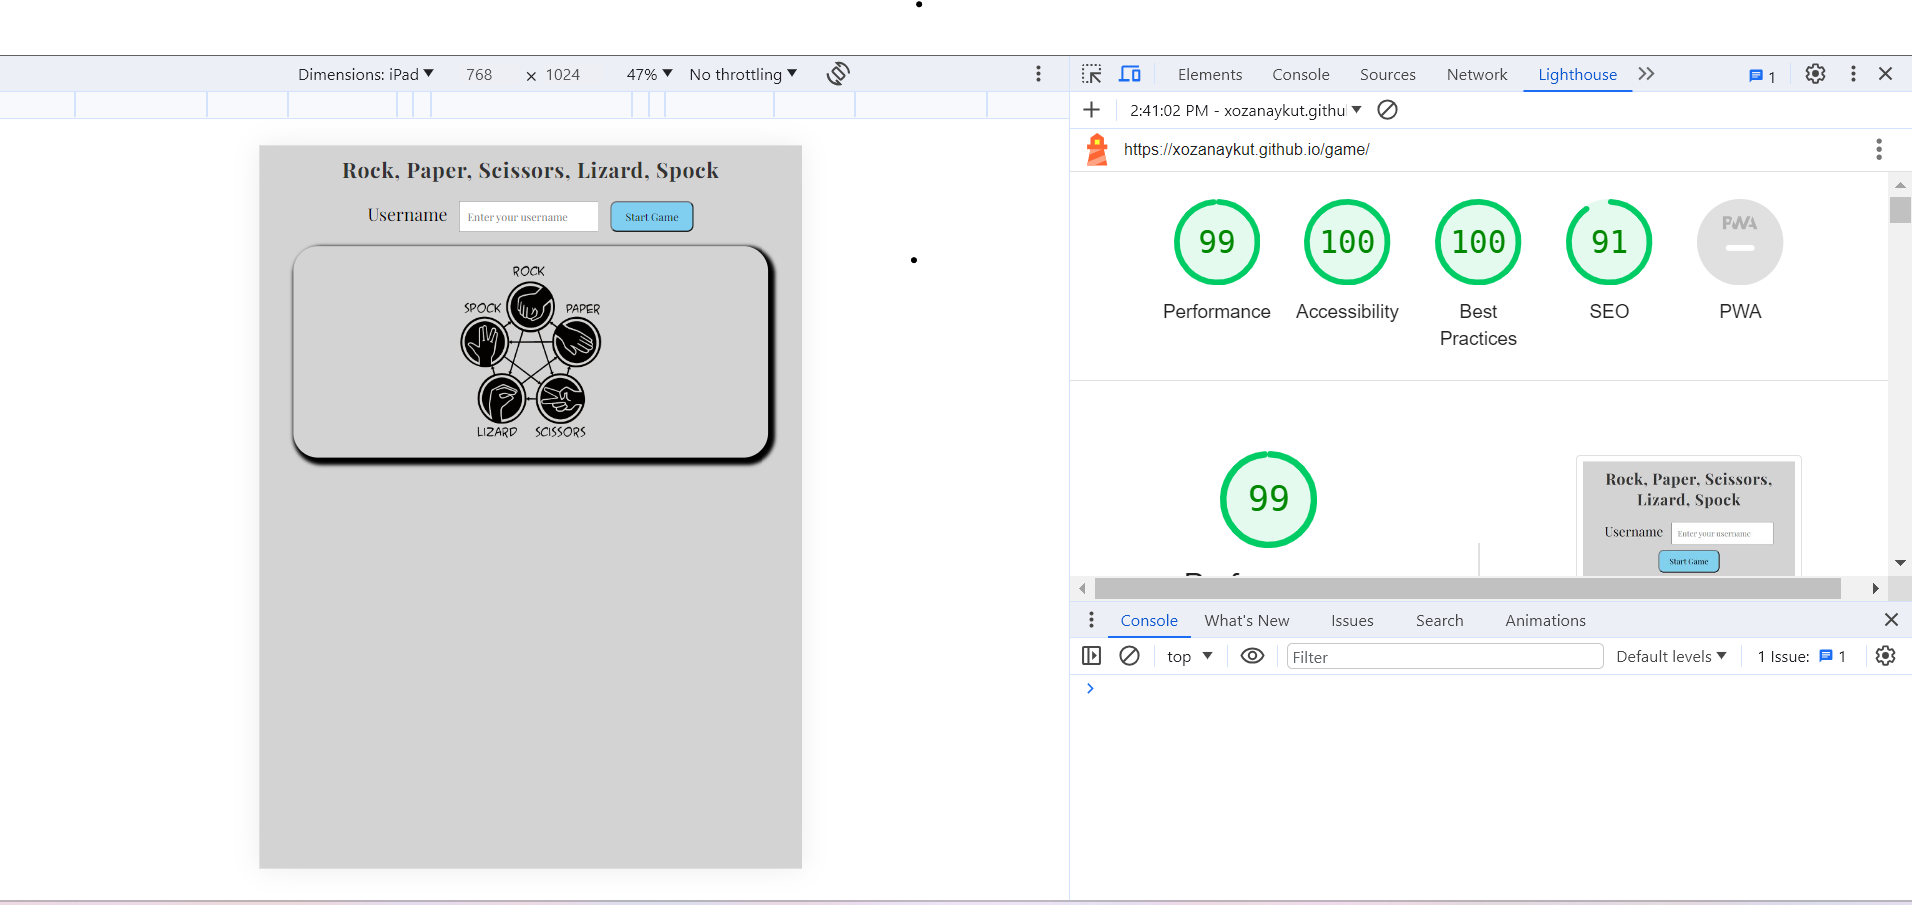 Dimensions: iPad 768 × 1024 47% No throttling
Rock, Paper, Scissors, Lizard, Spock
Username Enter your username Start Game
ROCK
SPOCK PAPER
LIZARD SCISSORS
Elements Console Sources Network Lighthouse 1
2:41:02 PM - xozanaykut.githu
https://xozanaykut.github.io/game/
99 100 100 91 PWA
Performance Accessibility Best Practices SEO PWA
99
Rock, Paper, Scissors,
Lizard, Spock
Username Enter your username
Start Game
Console What's New Issues Search Animations
top Filter Default levels 1 Issue: 1